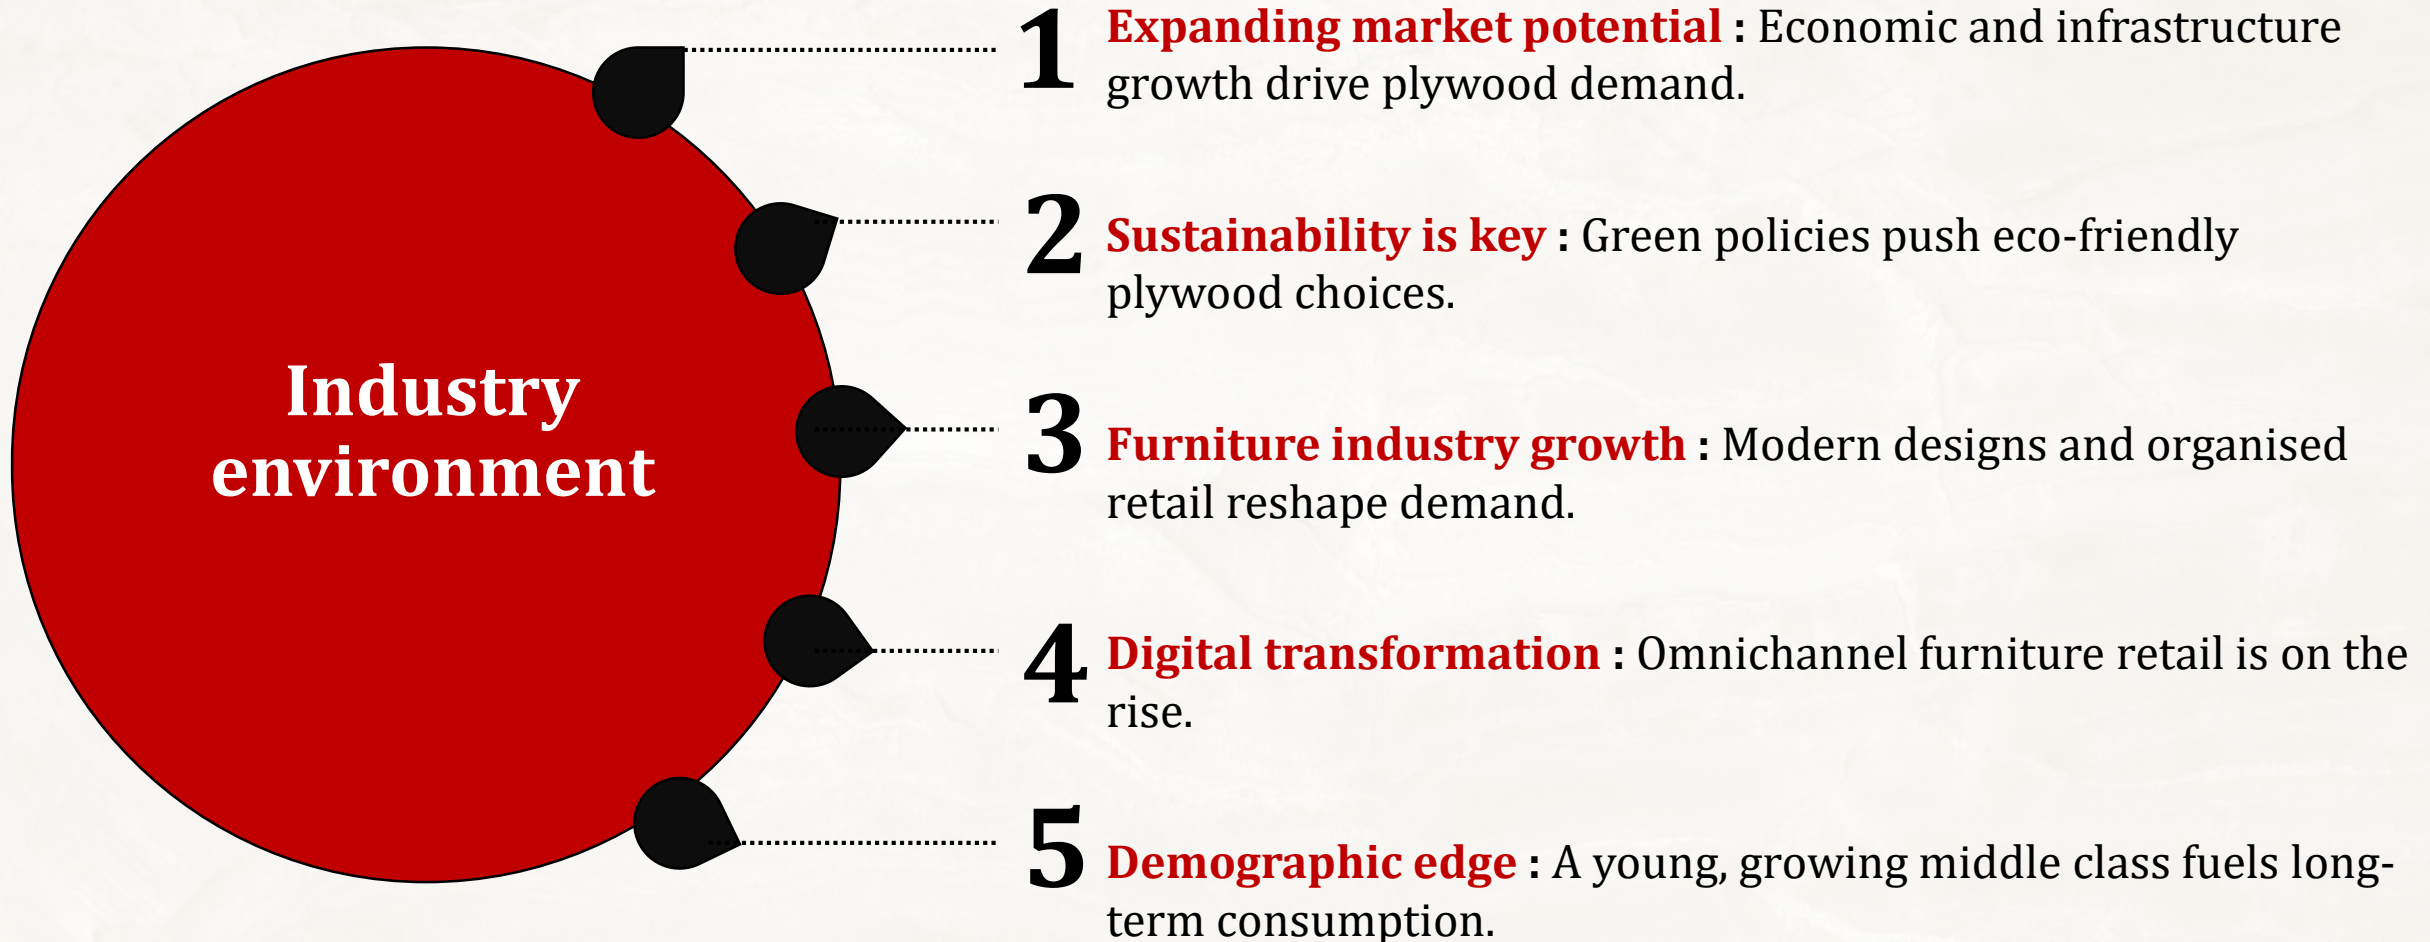 Industry
environment
1
Expanding market potential : Economic and infrastructure
growth drive plywood demand.
2
Sustainability is key : Green policies push eco-friendly
plywood choices.
3
Furniture industry growth : Modern designs and organised
retail reshape demand.
4
Digital transformation : Omnichannel furniture retail is on the
rise.
5
Demographic edge : A young, growing middle class fuels long-
term consumption.